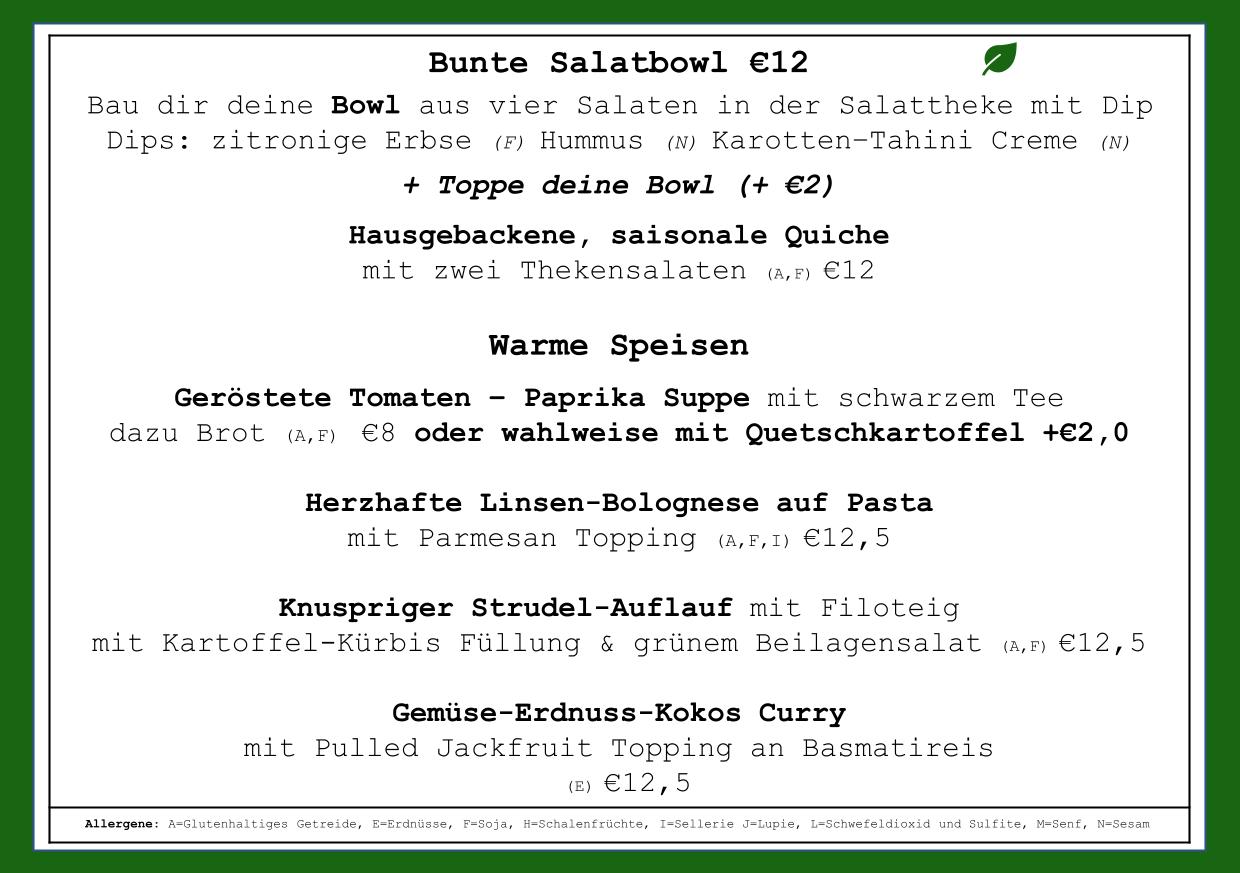 Bunte Salatbowl €12
Bau dir deine Bowl aus vier Salaten in der Salattheke mit Dip
Dips: zitronige Erbse (F) Hummus (N) Karotten–Tahini Creme (N)
+ Toppe deine Bowl (+ €2)
Hausgebackene, saisonale Quiche
mit zwei Thekensalaten (A,F) €12
Warme Speisen
Geröstete Tomaten – Paprika Suppe mit schwarzem Tee
dazu Brot (A,F) €8 oder wahlweise mit Quetschkartoffel +€2,0
Herzhafte Linsen-Bolognese auf Pasta
mit Parmesan Topping (A,F,I) €12,5
Knuspriger Strudel-Auflauf mit Filoteig
mit Kartoffel-Kürbis Füllung & grünem Beilagensalat (A,F) €12,5
Gemüse-Erdnuss-Kokos Curry
mit Pulled Jackfruit Topping an Basmatireis
(E) €12,5
Allergene: A=Glutenhaltiges Getreide, E=Erdnüsse, F=Soja, H=Schalenfrüchte, I=Sellerie J=Lupie, L=Schwefeldioxid und Sulfite, M=Senf, N=Sesam